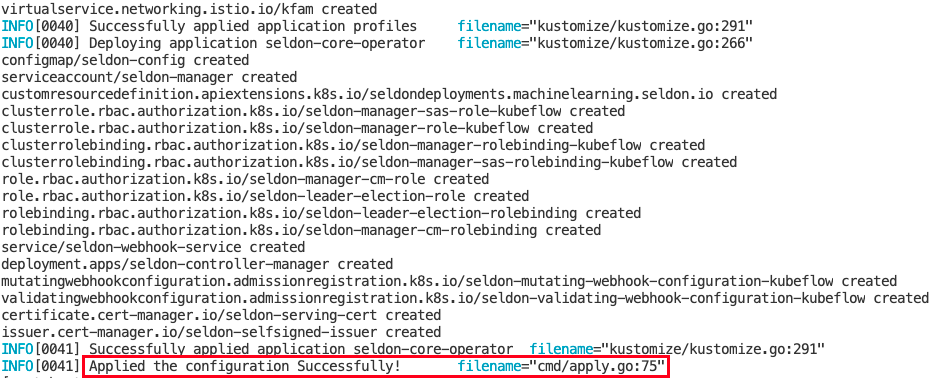 virtualservice.networking.istio.io/kfam created
INFO[0040] Successfully applied application profiles     filename="kustomize/kustomize.go:291"
INFO[0040] Deploying application seldon-core-operator    filename="kustomize/kustomize.go:266"
configmap/seldon-config created
serviceaccount/seldon-manager created
customresourcedefinition.apiextensions.k8s.io/seldondeployments.machinelearning.seldon.io created
clusterrole.rbac.authorization.k8s.io/seldon-manager-sas-role-kubeflow created
clusterrole.rbac.authorization.k8s.io/seldon-manager-role-kubeflow created
clusterrolebinding.rbac.authorization.k8s.io/seldon-manager-rolebinding-kubeflow created
clusterrolebinding.rbac.authorization.k8s.io/seldon-manager-sas-rolebinding-kubeflow created
role.rbac.authorization.k8s.io/seldon-manager-cm-role created
role.rbac.authorization.k8s.io/seldon-leader-election-role created
rolebinding.rbac.authorization.k8s.io/seldon-leader-election-rolebinding created
rolebinding.rbac.authorization.k8s.io/seldon-manager-cm-rolebinding created
service/seldon-webhook-service created
deployment.apps/seldon-controller-manager created
mutatingwebhookconfiguration.admissionregistration.k8s.io/seldon-mutating-webhook-configuration-kubeflow created
validatingwebhookconfiguration.admissionregistration.k8s.io/seldon-validating-webhook-configuration-kubeflow created
certificate.cert-manager.io/seldon-serving-cert created
issuer.cert-manager.io/seldon-selfsigned-issuer created
INFO[0041] Successfully applied application seldon-core-operator  filename="kustomize/kustomize.go:291"
INFO[0041] Applied the configuration Successfully!       filename="cmd/apply.go:75"